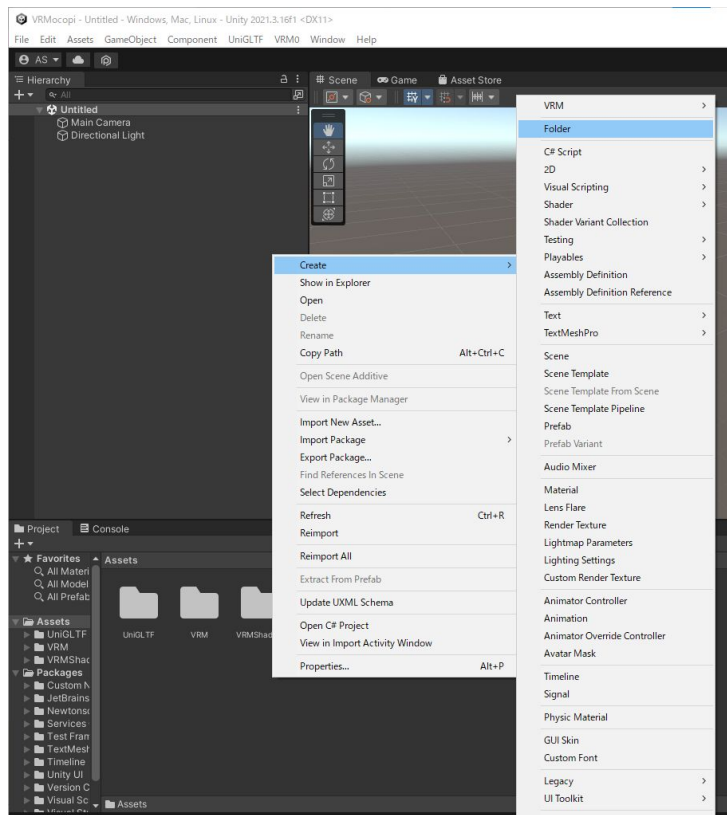 VRMocopi - Untitled - Windows, Mac, Linux - Unity 2021.3.16f1 <DX11>
File Edit Assets GameObject Component UniGLTF VRM0 Window Help
AS
Hierarchy
All
Untitled
Main Camera
Directional Light
Scene Game Asset Store
Create
Show in Explorer
Open
Delete
Rename
Copy Path Alt+Ctrl+C
Open Scene Additive
View in Package Manager
Import New Asset...
Import Package
Export Package...
Find References In Scene
Select Dependencies
Refresh Ctrl+R
Reimport
Reimport All
Extract From Prefab
Update UXML Schema
Open C# Project
View in Import Activity Window
Properties... Alt+P
VRM
Folder
C# Script
2D
Visual Scripting
Shader
Shader Variant Collection
Testing
Playables
Assembly Definition
Assembly Definition Reference
Text
TextMeshPro
Scene
Scene Template
Scene Template From Scene
Scene Template Pipeline
Prefab
Prefab Variant
Audio Mixer
Material
Lens Flare
Render Texture
Lightmap Parameters
Lighting Settings
Custom Render Texture
Animator Controller
Animation
Animator Override Controller
Avatar Mask
Timeline
Signal
Physic Material
GUI Skin
Custom Font
Legacy
UI Toolkit
Project Console
Favorites
All Materi
All Model
All Prefab
Assets
UniGLTF
VRM
VRMShad
Packages
Custom N
JetBrains
Newtonso
Services
Test Fram
TextMesh
Timeline
Unity UI
Version C
Visual Sc
Assets
UniGLTF VRM VRMShad
Assets